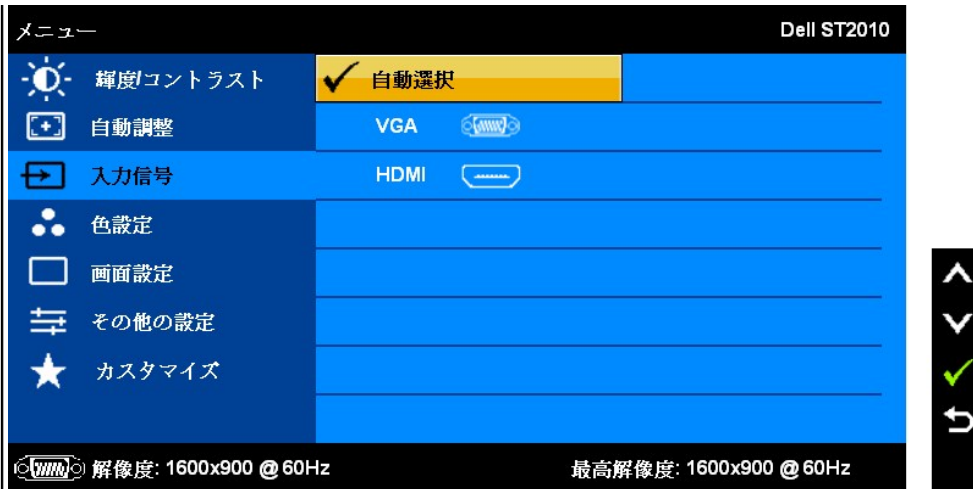 メニュー Dell ST2010
輝度/コントラスト
自動選択
自動調整
VGA
入力信号
HDMI
色設定
画面設定
その他の設定
カスタマイズ
解像度: 1600x900 @ 60Hz 最高解像度: 1600x900 @ 60Hz